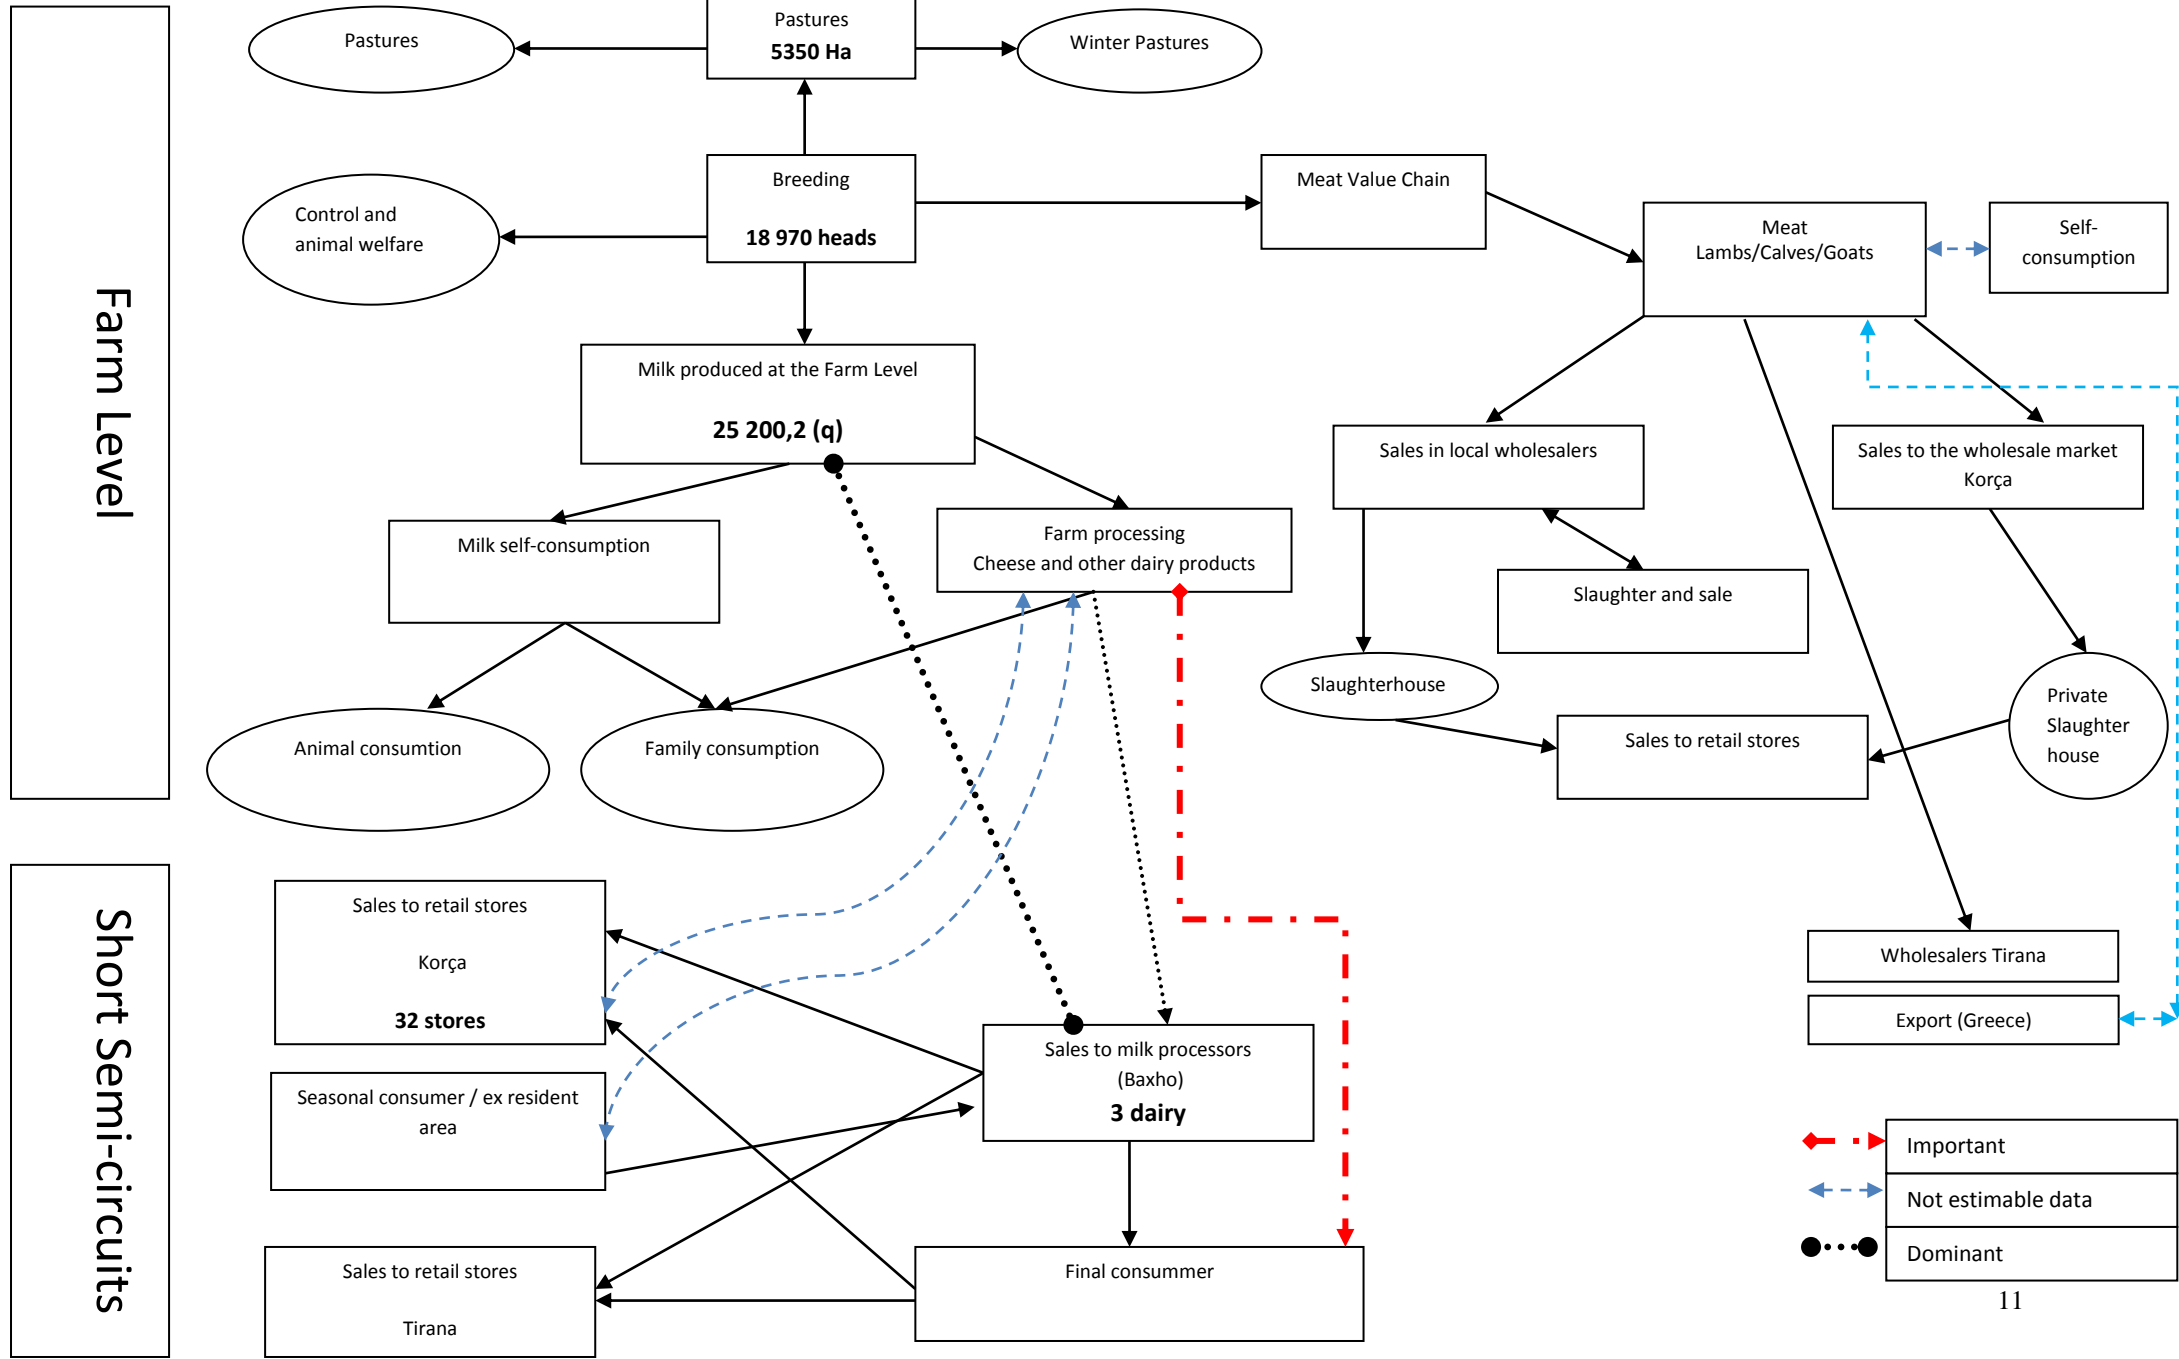 Farm Level
Pastures
5350 Ha
Pastures
Winter Pastures
Breeding
18 970 heads
Control and
animal welfare
Meat Value Chain
Meat
Lambs/Calves/Goats
Self-
consumption
Milk produced at the Farm Level
25 200,2 (q)
Sales in local wholesalers
Sales to the wholesale market
Korça
Milk self-consumption
Farm processing
Cheese and other dairy products
Slaughter and sale
Slaughterhouse
Private
Slaughter
house
Sales to retail stores
Animal consumtion
Family consumption
Short Semi-circuits
Sales to retail stores
Korça
32 stores
Wholesalers Tirana
Export (Greece)
Sales to milk processors
(Baxho)
3 dairy
Seasonal consumer / ex resident
area
Sales to retail stores
Tirana
Final consummer
Important
Not estimable data
Dominant
11